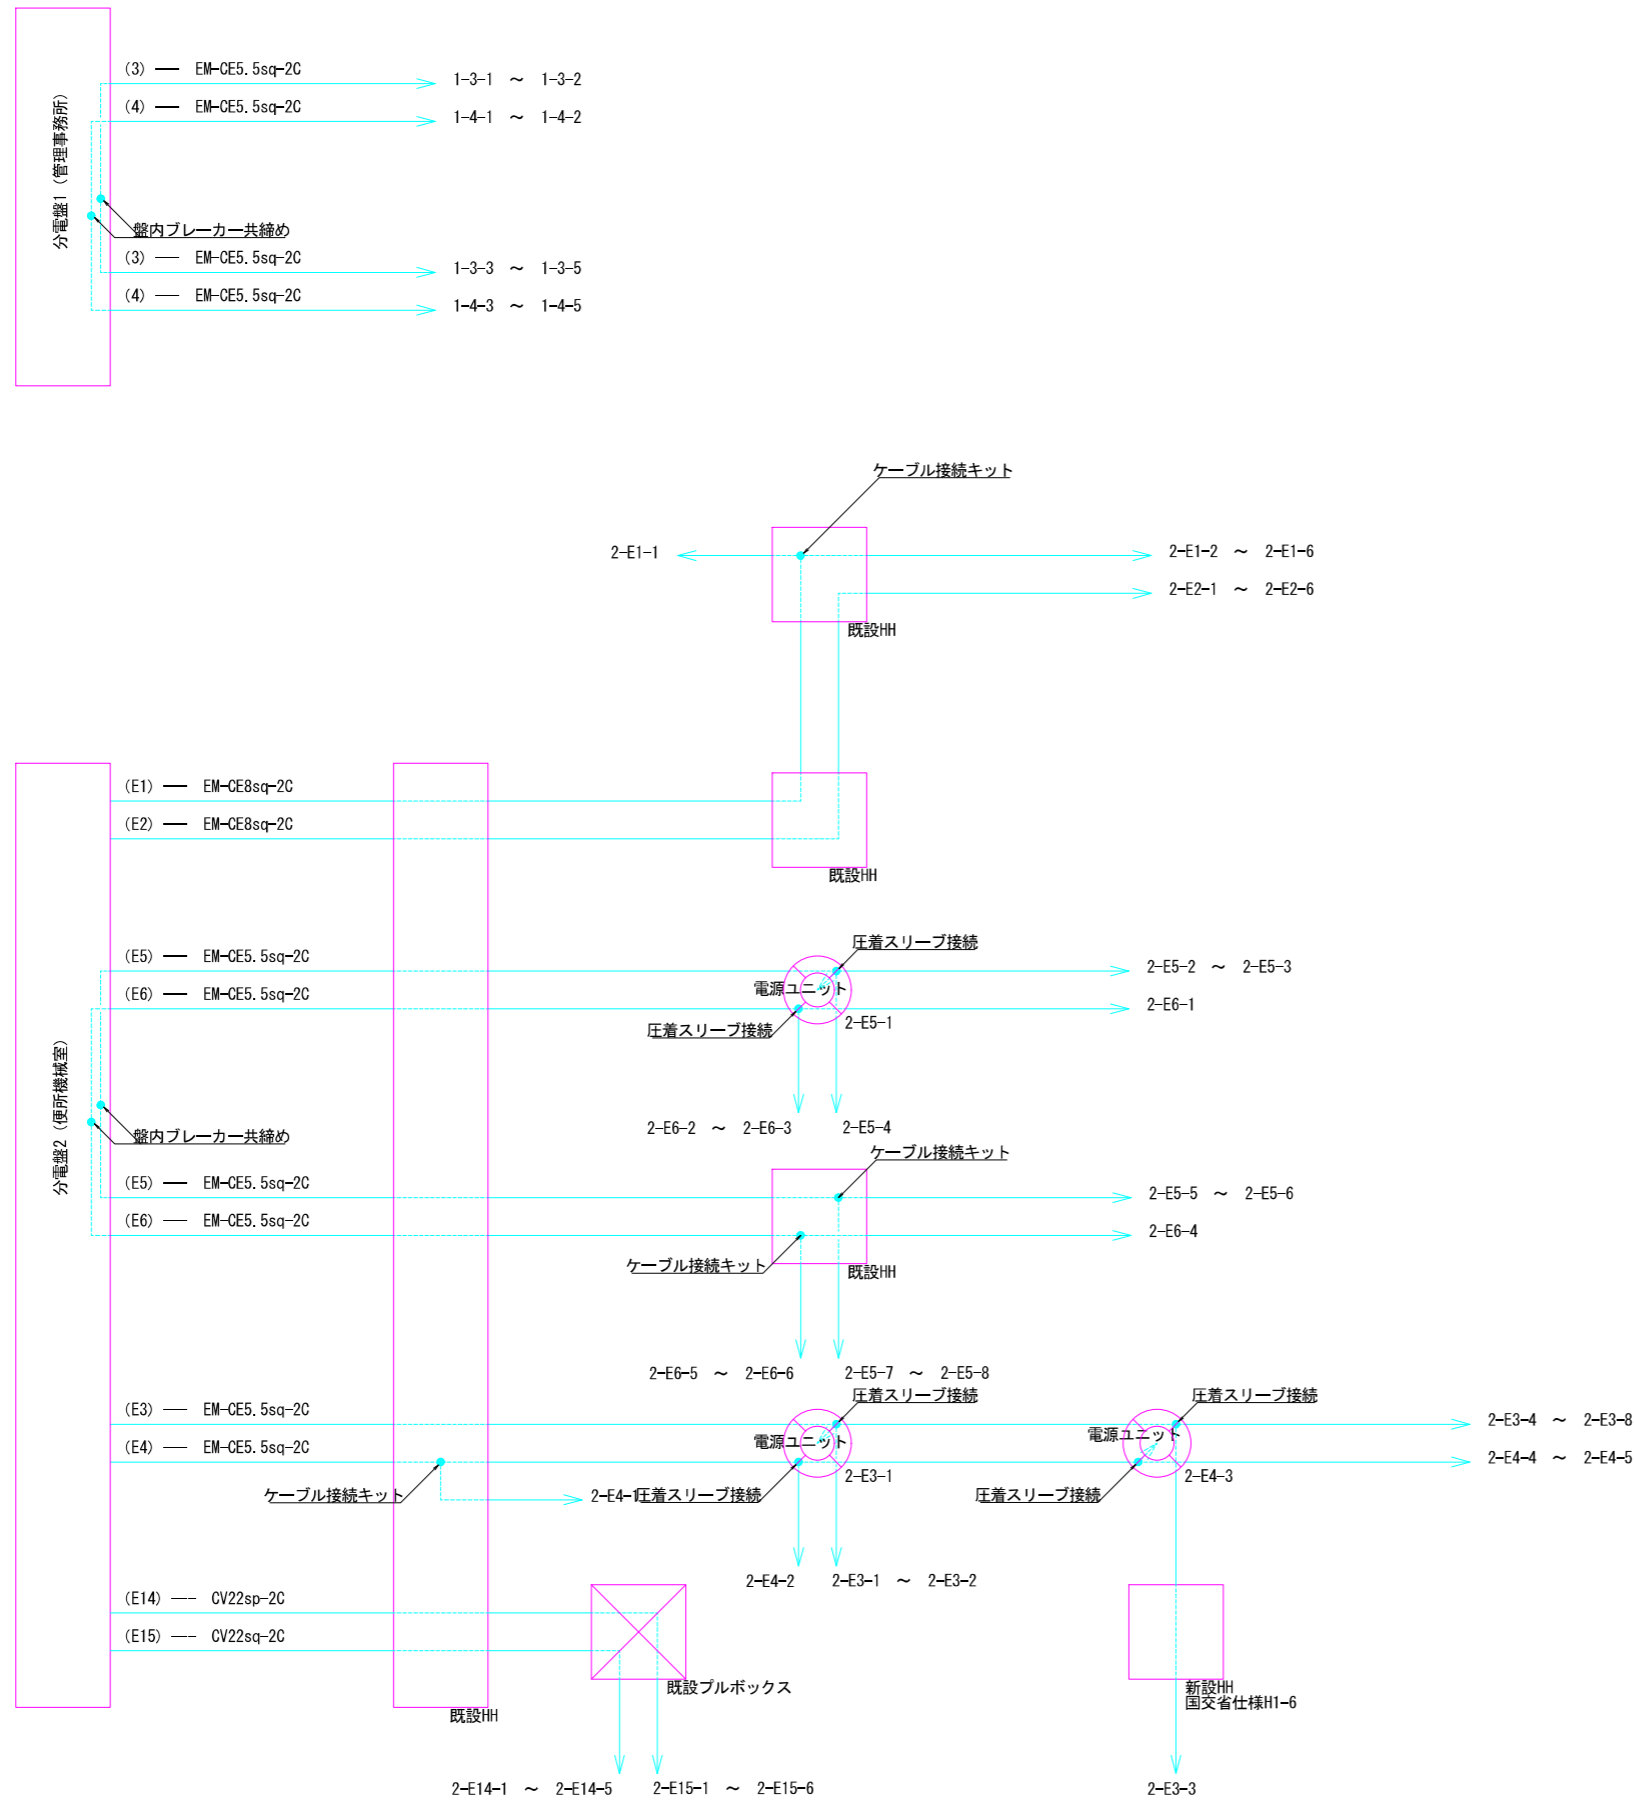 分電盤1（管理事務所）
(3) ── EM-CE5.5sq-2C
1-3-1 ～ 1-3-2
(4) ── EM-CE5.5sq-2C
1-4-1 ～ 1-4-2
盤内ブレーカー共締め
(3) ── EM-CE5.5sq-2C
1-3-3 ～ 1-3-5
(4) ── EM-CE5.5sq-2C
1-4-3 ～ 1-4-5
ケーブル接続キット
2-E1-1
2-E1-2 ～ 2-E1-6
2-E2-1 ～ 2-E2-6
既設HH
分電盤2（便所機械室）
(E1) ── EM-CE8sq-2C
(E2) ── EM-CE8sq-2C
既設HH
(E5) ── EM-CE5.5sq-2C
圧着スリーブ接続
2-E5-2 ～ 2-E5-3
電源ユニット
(E6) ── EM-CE5.5sq-2C
2-E6-1
圧着スリーブ接続
2-E5-1
2-E6-2 ～ 2-E6-3
2-E5-4
盤内ブレーカー共締め
ケーブル接続キット
(E5) ── EM-CE5.5sq-2C
2-E5-5 ～ 2-E5-6
(E6) ── EM-CE5.5sq-2C
2-E6-4
ケーブル接続キット
既設HH
2-E6-5 ～ 2-E6-6
2-E5-7 ～ 2-E5-8
圧着スリーブ接続
圧着スリーブ接続
(E3) ── EM-CE5.5sq-2C
2-E3-4 ～ 2-E3-8
電源ユニット
電源ユニット
(E4) ── EM-CE5.5sq-2C
2-E4-4 ～ 2-E4-5
2-E3-1
2-E4-3
ケーブル接続キット
2-E4-1
圧着スリーブ接続
圧着スリーブ接続
2-E4-2
2-E3-1 ～ 2-E3-2
(E14) ── CV22sp-2C
(E15) ── CV22sq-2C
既設プルボックス
新設HH
国交省仕様H1-6
既設HH
2-E14-1 ～ 2-E14-5
2-E15-1 ～ 2-E15-6
2-E3-3